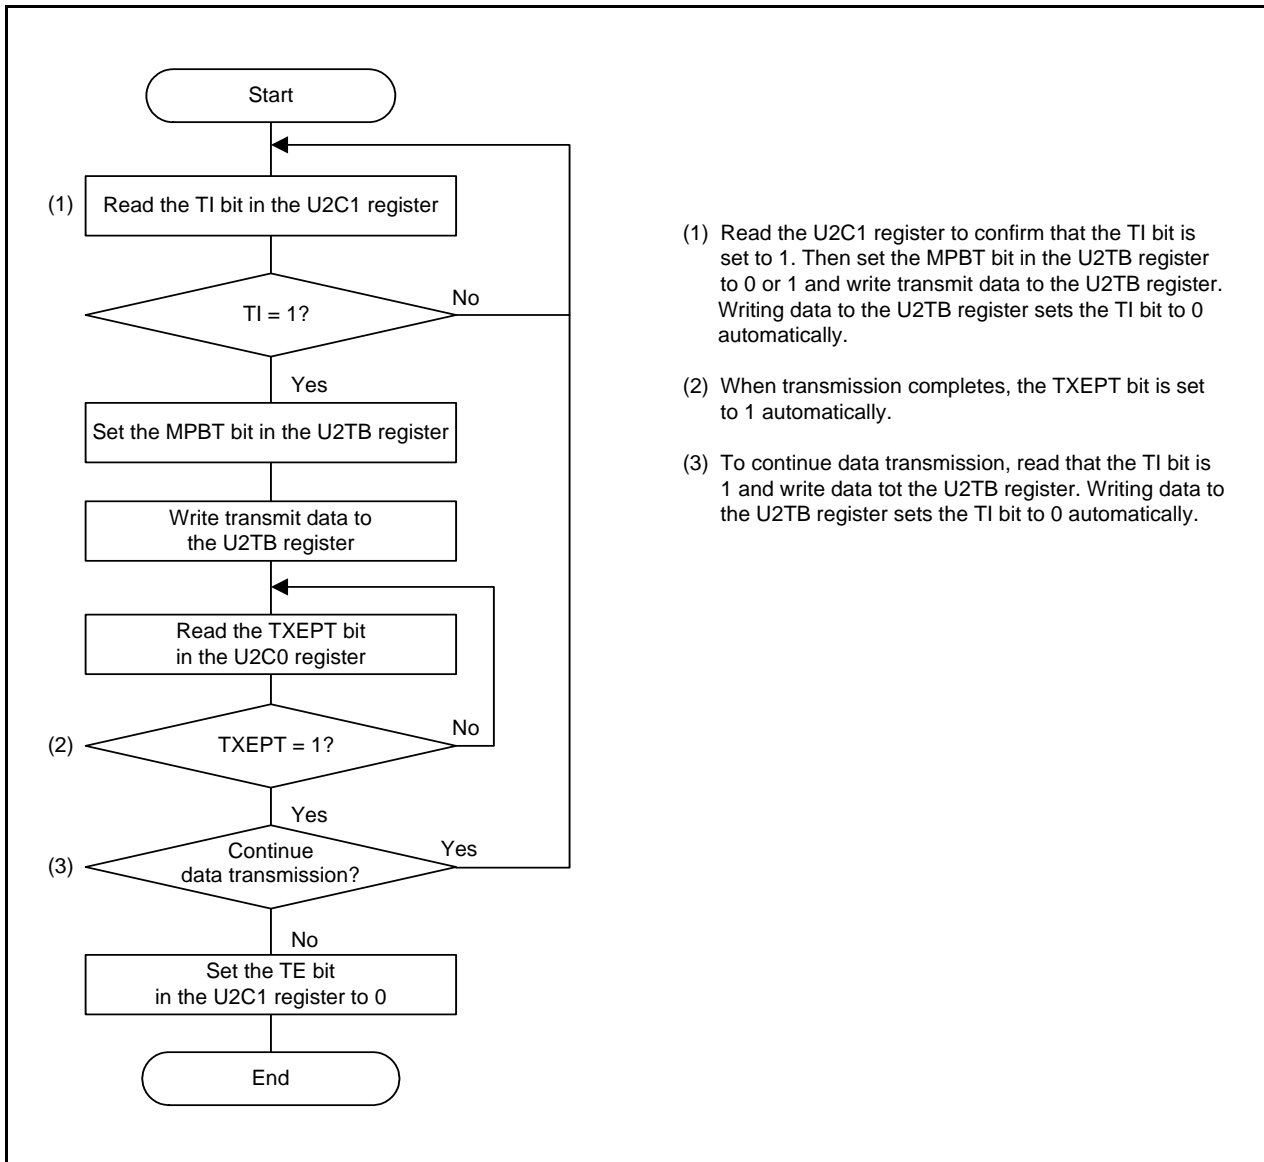 Start
(1)
Read the TI bit in the U2C1 register
TI = 1?
No
Yes
Set the MPBT bit in the U2TB register
Write transmit data to
the U2TB register
Read the TXEPT bit
in the U2C0 register
(2)
TXEPT = 1?
No
Yes
(3)
Continue
data transmission?
Yes
No
Set the TE bit
in the U2C1 register to 0
End
(1) Read the U2C1 register to confirm that the TI bit is
set to 1. Then set the MPBT bit in the U2TB register
to 0 or 1 and write transmit data to the U2TB register.
Writing data to the U2TB register sets the TI bit to 0
automatically.
(2) When transmission completes, the TXEPT bit is set
to 1 automatically.
(3) To continue data transmission, read that the TI bit is
1 and write data tot the U2TB register. Writing data to
the U2TB register sets the TI bit to 0 automatically.